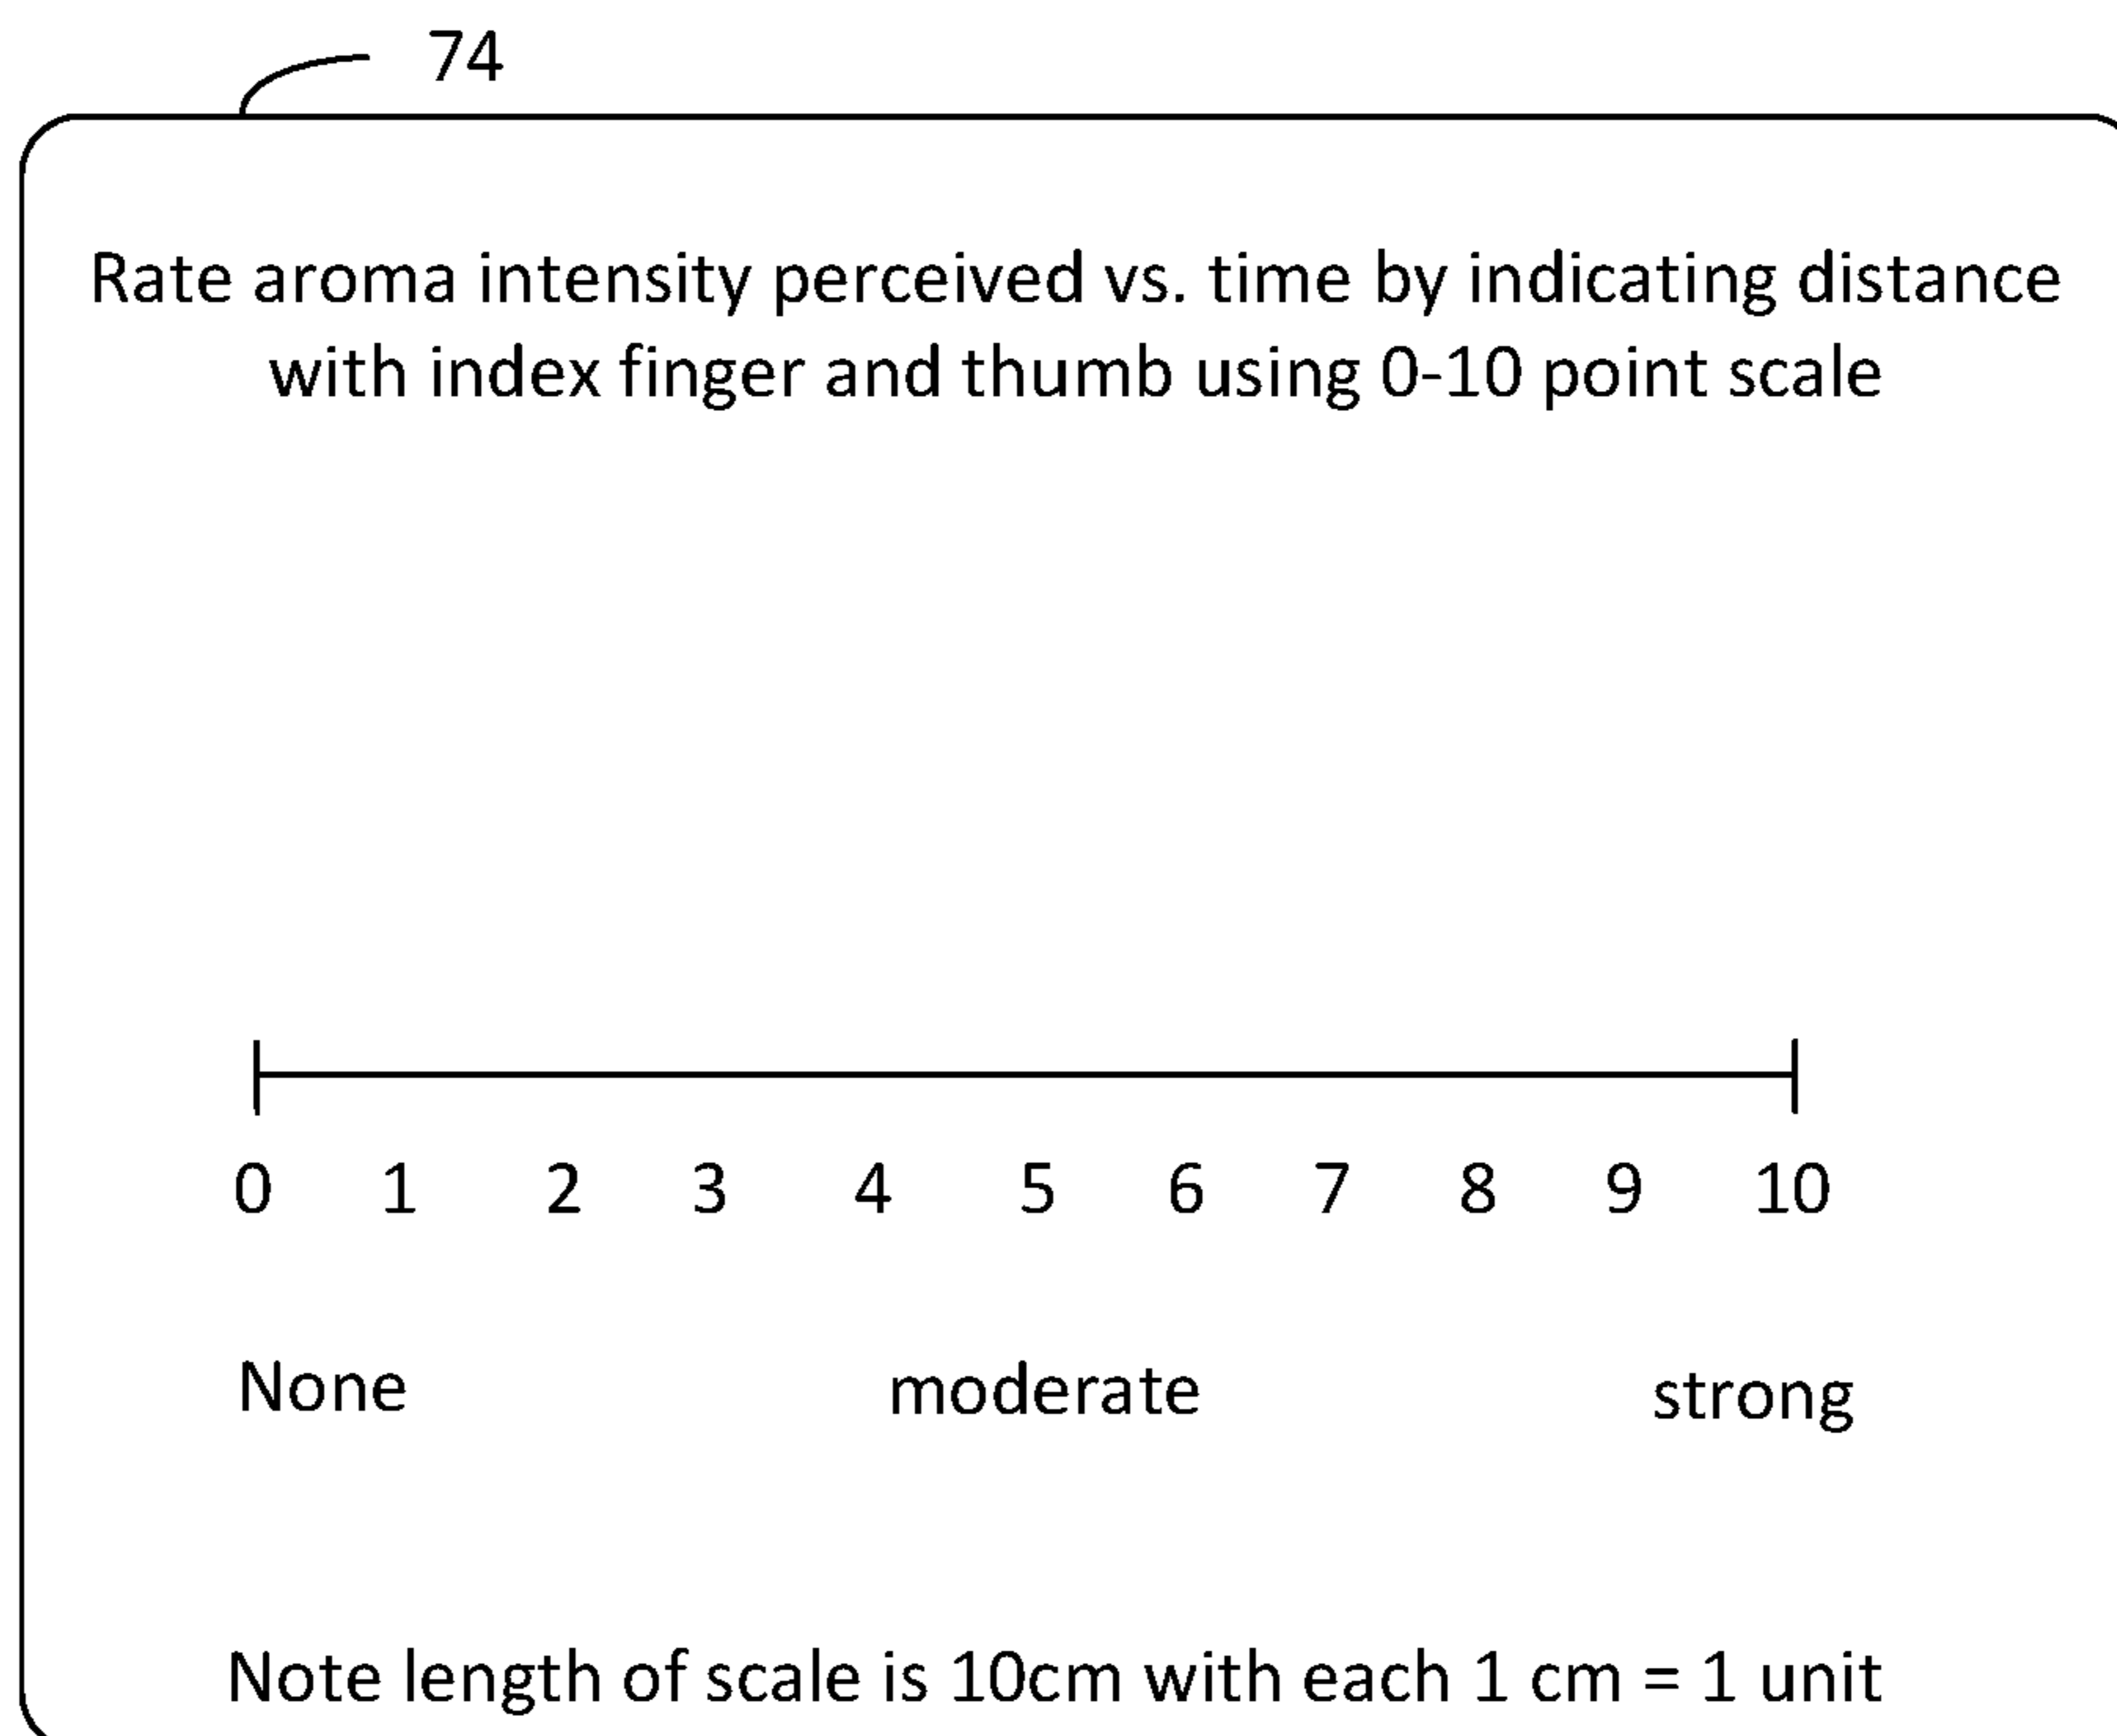 74
Rate aroma intensity perceived vs. time by indicating distance
with index finger and thumb using 0-10 point scale
0 1 2 3 4 5 6 7 8 9 10
None moderate strong
Note length of scale is 10cm with each 1 cm = 1 unit